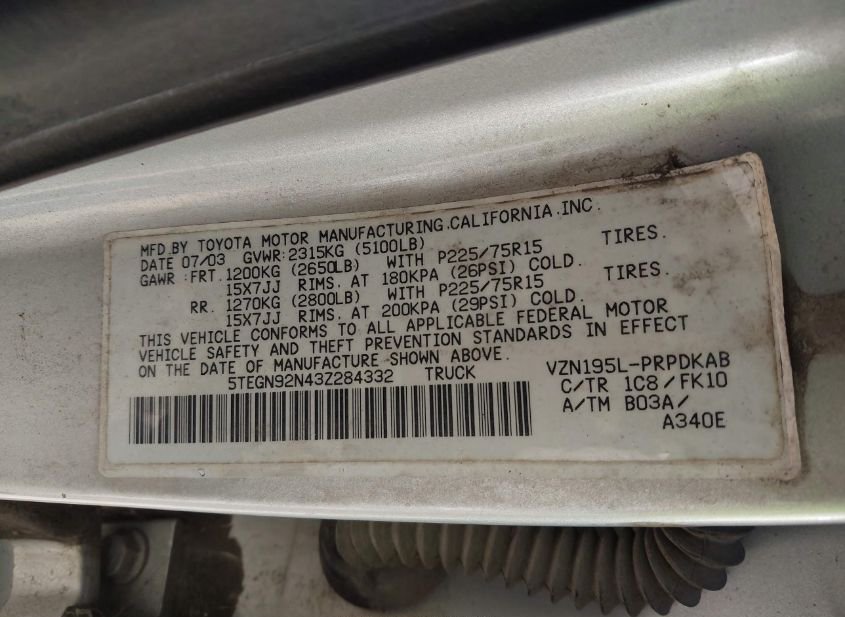 MFD.BY TOYOTA MOTOR MANUFACTURING.CALIFORNIA.INC.
DATE 07/03 GVWR:2315KG (5100LB)
GAWR :FRT.1200KG (2650LB) WITH P225/75R15 TIRES.
15X7JJ RIMS. AT 180KPA (26PSI) COLD.
RR. 1270KG (2800LB) WITH P225/75R15 TIRES.
15X7JJ RIMS. AT 200KPA (29PSI) COLD.
THIS VEHICLE CONFORMS TO ALL APPLICABLE FEDERAL MOTOR
VEHICLE SAFETY AND THEFT PREVENTION STANDARDS IN EFFECT
ON THE DATE OF MANUFACTURE SHOWN ABOVE.
5TEGN92N43Z284332 TRUCK
VZN195L-PRPDKAB
C/TR 1C8/FK10
A/TM B03A/
A340E